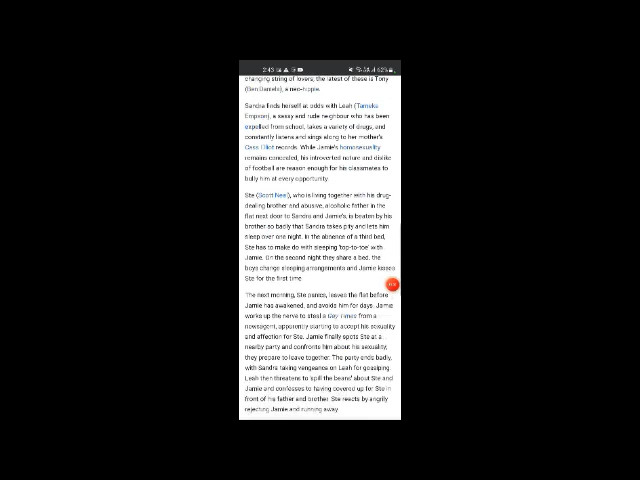 2:43
62%
changing string of lovers, the latest of these is Tony
(Ben Daniels), a neo-hippie.
Sandra finds herself at odds with Leah (Tameka
Empson), a sassy and rude neighbour who has been
expelled from school, takes a variety of drugs, and
constantly listens and sings along to her mother's
Cass Elliot records. While Jamie's homosexuality
remains concealed, his introverted nature and dislike
of football are reason enough for his classmates to
bully him at every opportunity.
Ste (Scott Neal), who is living together with his drug-
dealing brother and abusive, alcoholic father in the
flat next door to Sandra and Jamie's, is beaten by his
brother so badly that Sandra takes pity and lets him
sleep over one night. In the absence of a third bed,
Ste has to make do with sleeping 'top-to-toe' with
Jamie. On the second night they share a bed, the
boys change sleeping arrangements and Jamie kisses
Ste for the first time.
The next morning, Ste panics, leaves the flat before
Jamie has awakened, and avoids him for days. Jamie
works up the nerve to steal a Gay Times from a
newsagent, apparently starting to accept his sexuality
and affection for Ste. Jamie finally spots Ste at a
nearby party and confronts him about his sexuality;
they prepare to leave together. The party ends badly,
with Sandra taking vengeance on Leah for gossiping.
Leah then threatens to 'spill the beans' about Ste and
Jamie and confesses to having covered up for Ste in
front of his father and brother. Ste reacts by angrily
rejecting Jamie and running away.